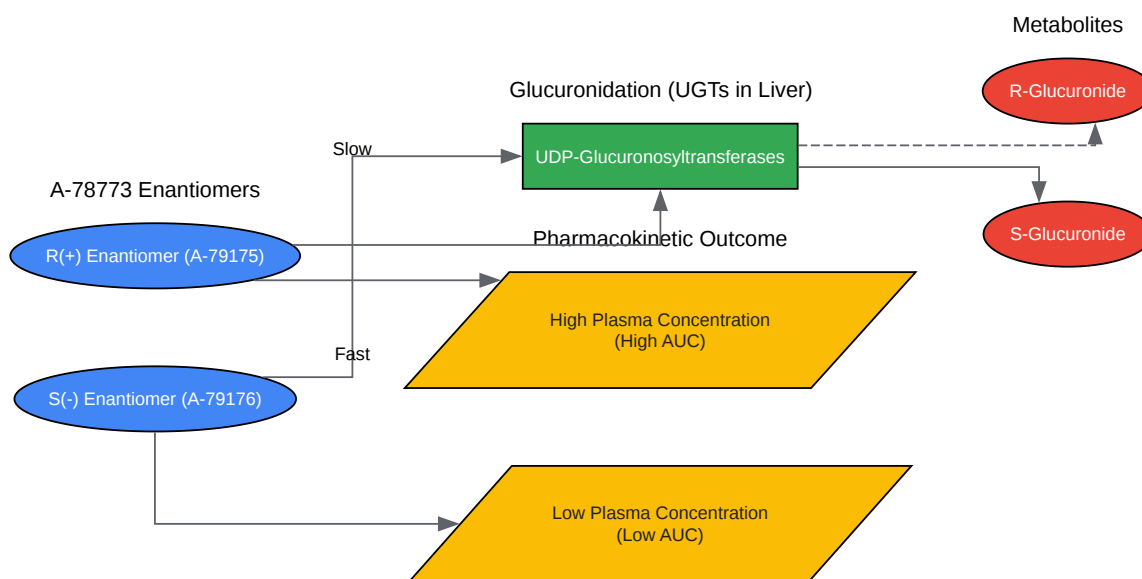 Metabolites
R-Glucuronide
Glucuronidation (UGTs in Liver)
UDP-Glucuronosyltransferases
Slow
A-78773 Enantiomers
R(+) Enantiomer (A-79175)
S-Glucuronide
Pharmacokinetic Outcome
High Plasma Concentration
(High AUC)
Fast
S(-) Enantiomer (A-79176)
Low Plasma Concentration
(Low AUC)